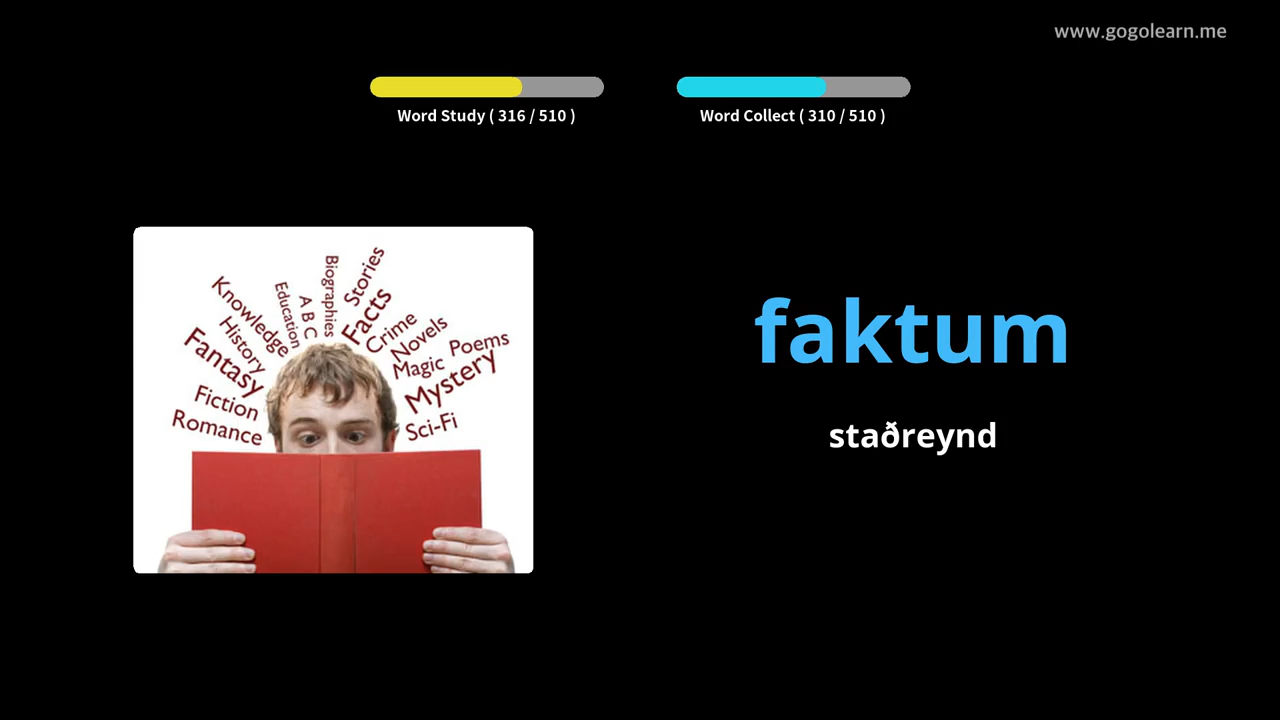 www.gogolearn.me
Word Study ( 316 / 510 )
Word Collect ( 310 / 510 )
Biographies
Stories
Education
A B C
Facts
Knowledge
Crime
History
Novels
Fantasy
Magic
Poems
Mystery
Fiction
Romance
Sci-Fi
faktum
staðreynd